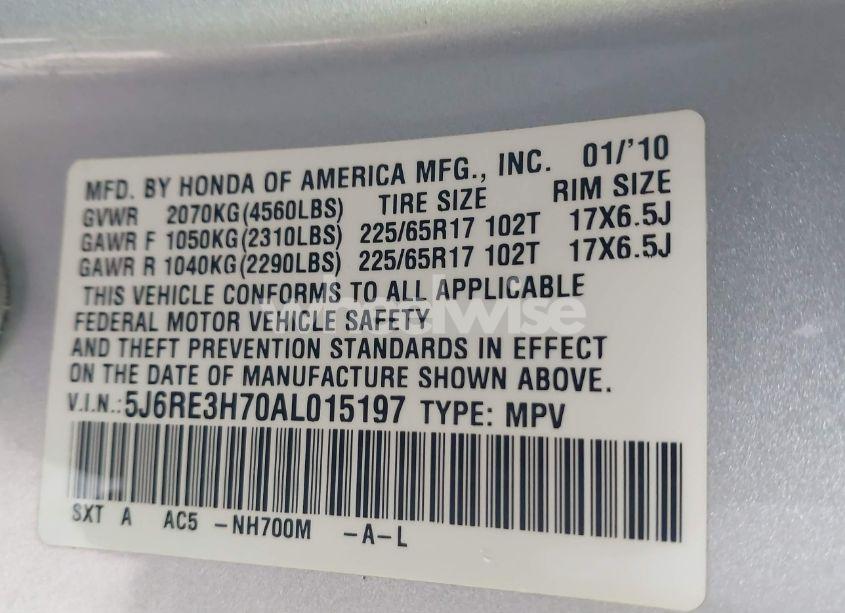 MFD. BY HONDA OF AMERICA MFG., INC. 01/'10
GVWR 2070KG(4560LBS) TIRE SIZE RIM SIZE
GAWR F 1050KG(2310LBS) 225/65R17 102T 17X6.5J
GAWR R 1040KG(2290LBS) 225/65R17 102T 17X6.5J
THIS VEHICLE CONFORMS TO ALL APPLICABLE
FEDERAL MOTOR VEHICLE SAFETY
AND THEFT PREVENTION STANDARDS IN EFFECT
ON THE DATE OF MANUFACTURE SHOWN ABOVE.
V.I.N.:5J6RE3H70AL015197 TYPE: MPV
SXT A AC5 -NH700M -A-L
wheelwise